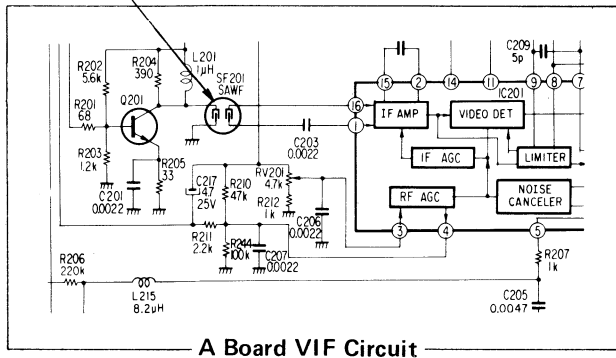 R202
5.6k
R204
390
L201
1μH
SF201
SAWF
Q201
R201
68
R203
1.2k
C201
0.0022
R205
33
C217
4.7
25V
R210
47k
RV201
4.7k
R212
1k
C203
0.0022
C206
0.0022
R211
2.2k
R244
100k
C207
0.0022
R206
220k
L215
8.2μH
C209
5p
15
2
14
11
9
8
7
IC201
16
1
IF AMP
VIDEO DET
IF AGC
LIMITER
RF AGC
NOISE
CANCELER
3
4
5
R207
1k
C205
0.0047
A Board VIF Circuit